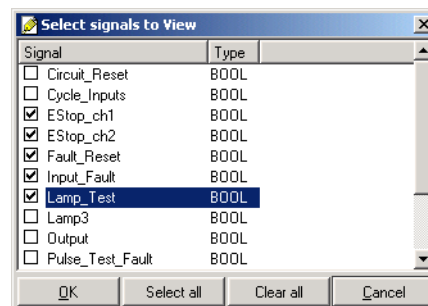 Select signals to View
Signal Type
Circuit_Reset BOOL
Cycle_Inputs BOOL
EStop_ch1 BOOL
EStop_ch2 BOOL
Fault_Reset BOOL
Input_Fault BOOL
Lamp_Test BOOL
Lamp3 BOOL
Output BOOL
Pulse_Test_Fault BOOL
OK Select all Clear all Cancel